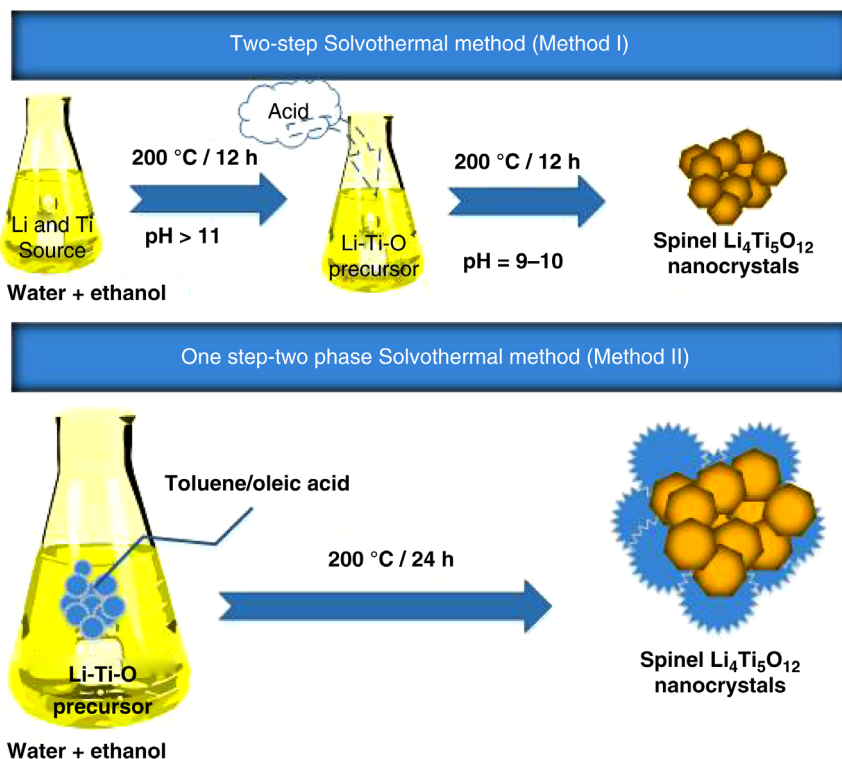 Two-step Solvothermal method (Method I)
Acid
200 °C / 12 h
200 °C / 12 h
Li and Ti
Source
pH > 11
Li-Ti-O
precursor
pH = 9–10
Spinel Li₄Ti₅O₁₂
nanocrystals
Water + ethanol
One step-two phase Solvothermal method (Method II)
Toluene/oleic acid
200 °C / 24 h
Li-Ti-O
precursor
Spinel Li₄Ti₅O₁₂
nanocrystals
Water + ethanol